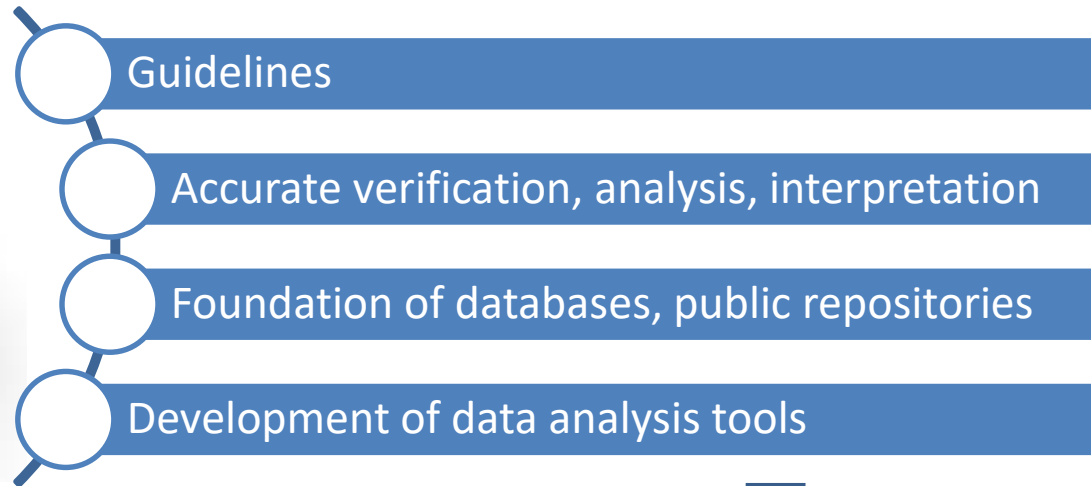 Guidelines
Accurate verification, analysis, interpretation
Foundation of databases, public repositories
Development of data analysis tools